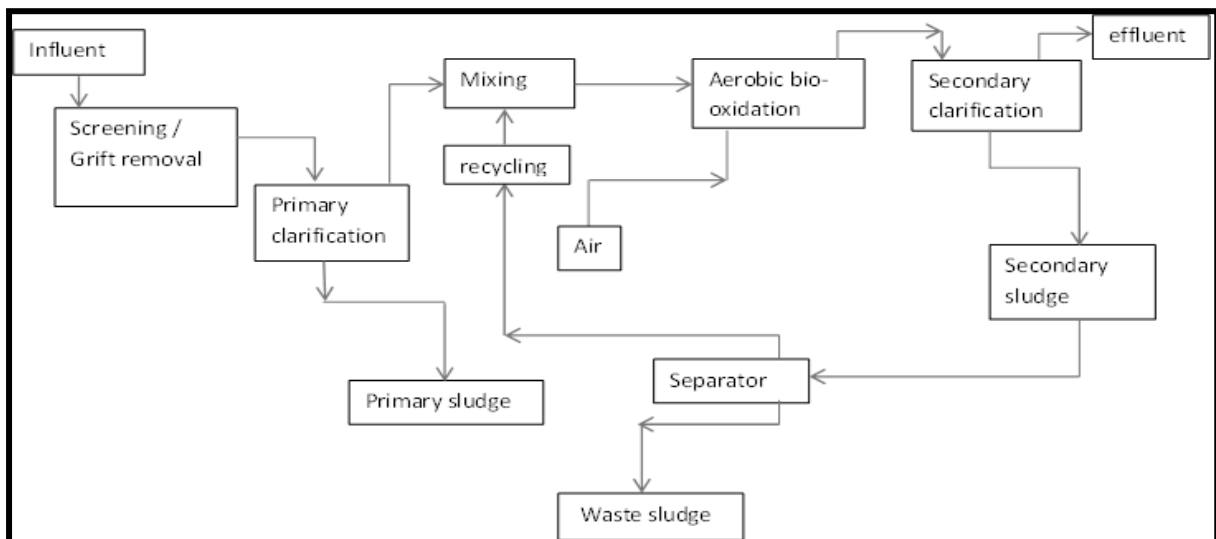 Influent
Screening /
Grift removal
Primary
clarification
Primary sludge
Mixing
recycling
Air
Aerobic bio-
oxidation
Secondary
clarification
effluent
Secondary
sludge
Separator
Waste sludge